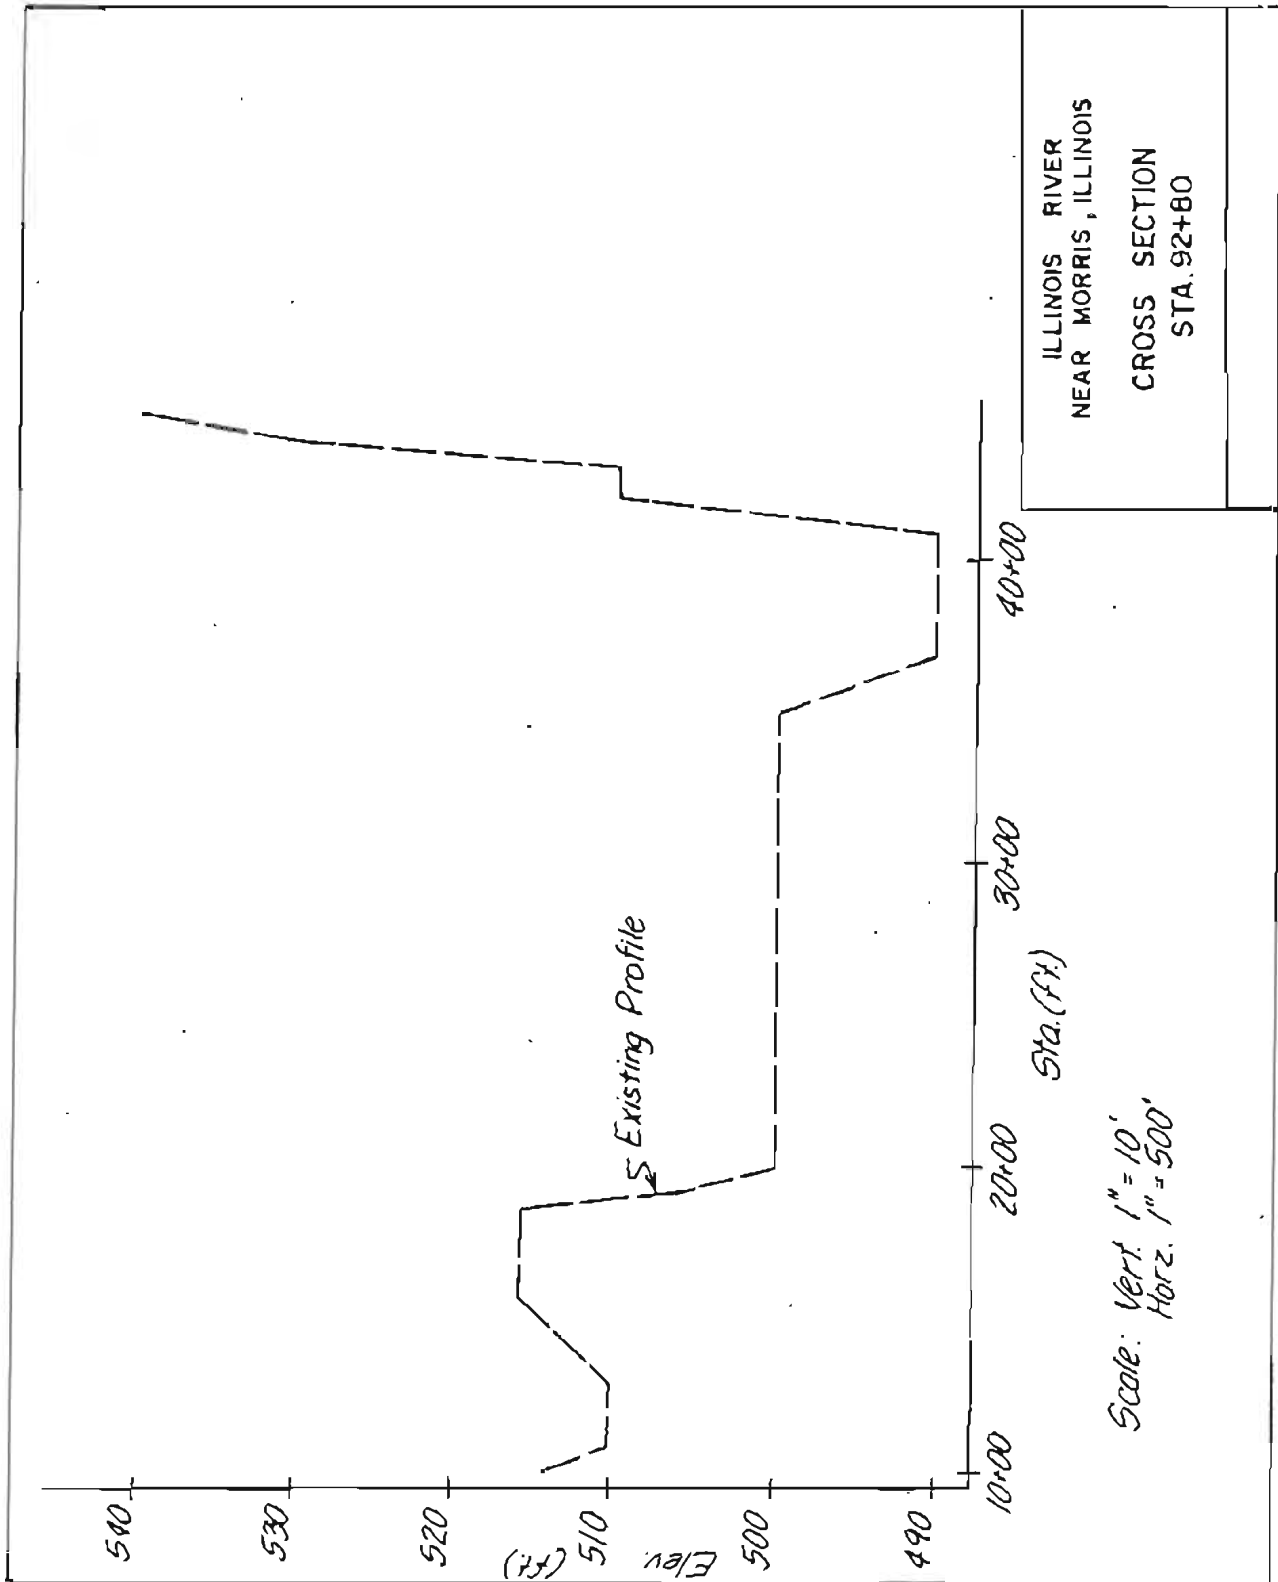 540
530
520
510
500
490
Elev.
(ft.)
Existing Profile
10+00
20+00
30+00
40+00
Sta. (ft.)
Scale: Vert. 1" = 10'
Horz. 1" = 500'
ILLINOIS RIVER
NEAR MORRIS, ILLINOIS
CROSS SECTION
STA. 92+80